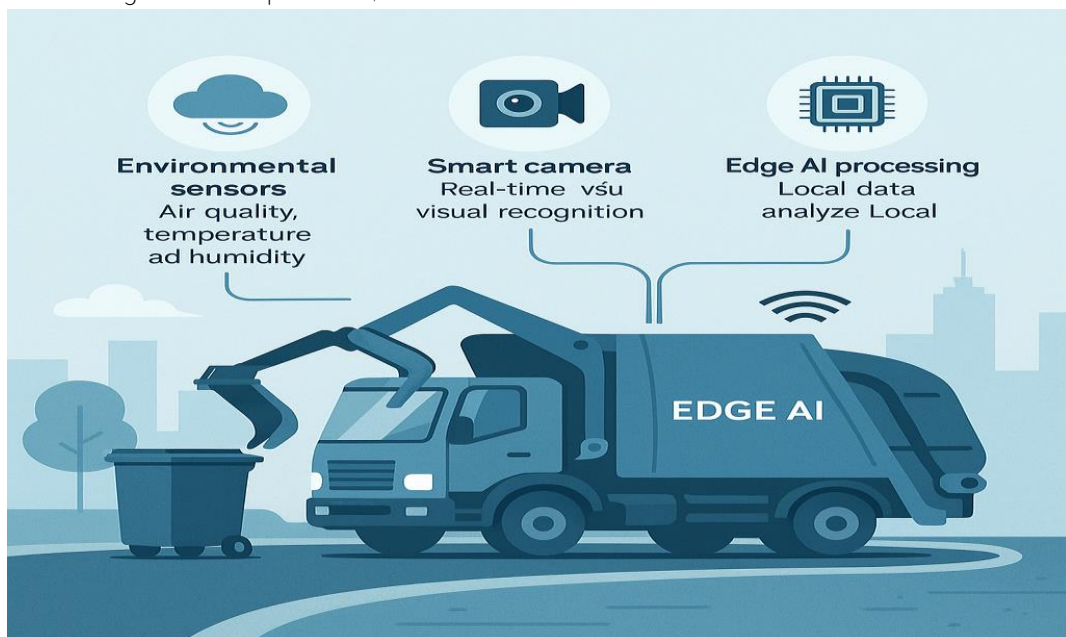 Environmental
sensors
Air quality,
temperature
ad humidity
Smart camera
Real-time vśu
visual recognition
Edge AI processing
Local data
analyze Local
EDGE AI